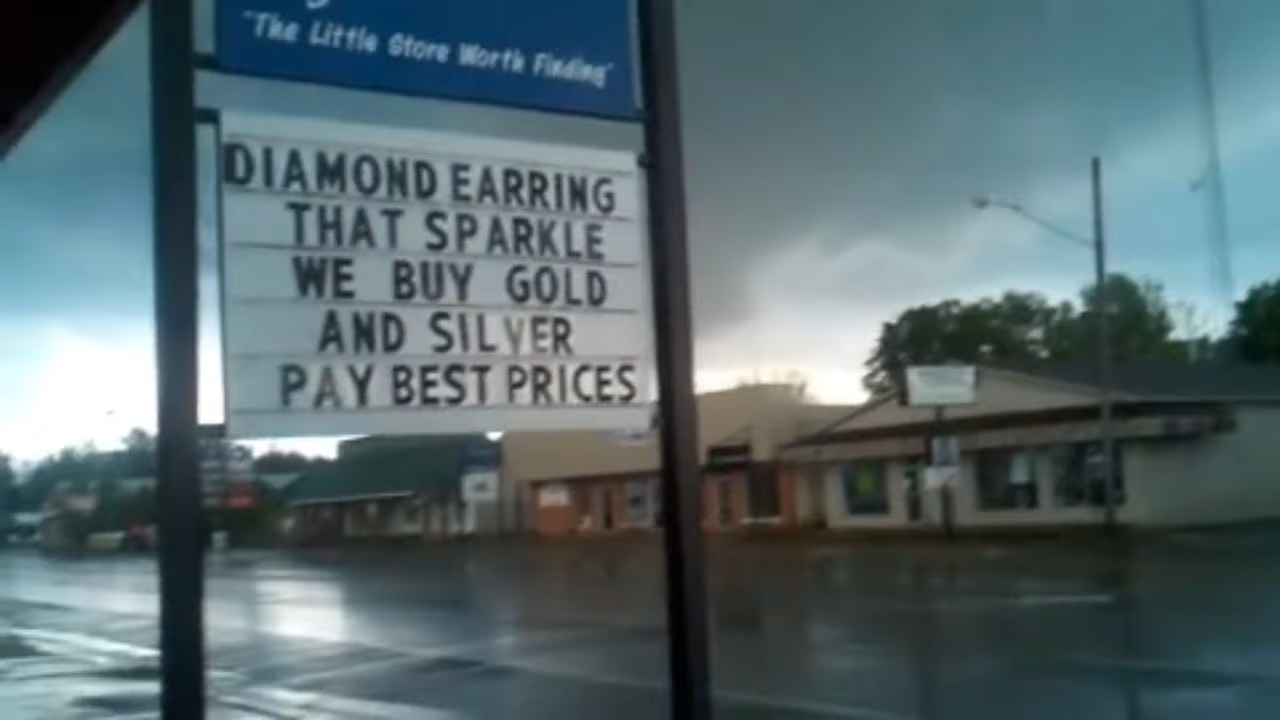 "The Little Store Worth Finding"
DIAMOND EARRING
THAT SPARKLE
WE BUY GOLD
AND SILVER
PAY BEST PRICES